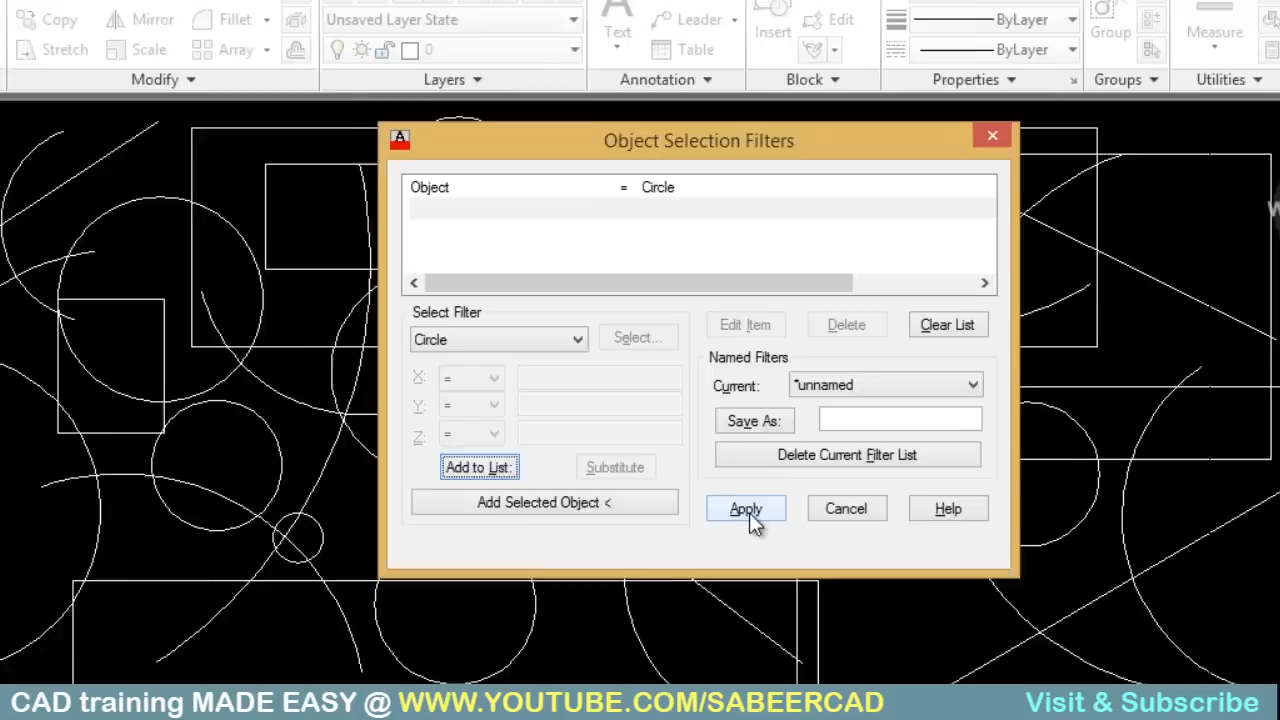 Copy Mirror Fillet Unsaved Layer State Leader Edit ByLayer
Stretch Scale Array 0 Text Table Insert ByLayer Group Measure
Modify Layers Annotation Block Properties Groups Utilities
A Object Selection Filters
Object = Circle
Select Filter
Circle Select... Edit Item Delete Clear List
Named Filters
X: = Current: *unnamed
Y: = Save As:
Z: = Delete Current Filter List
Add to List: Substitute
Add Selected Object < Apply Cancel Help
W
CAD training MADE EASY @ WWW.YOUTUBE.COM/SABEERCAD Visit & Subscribe